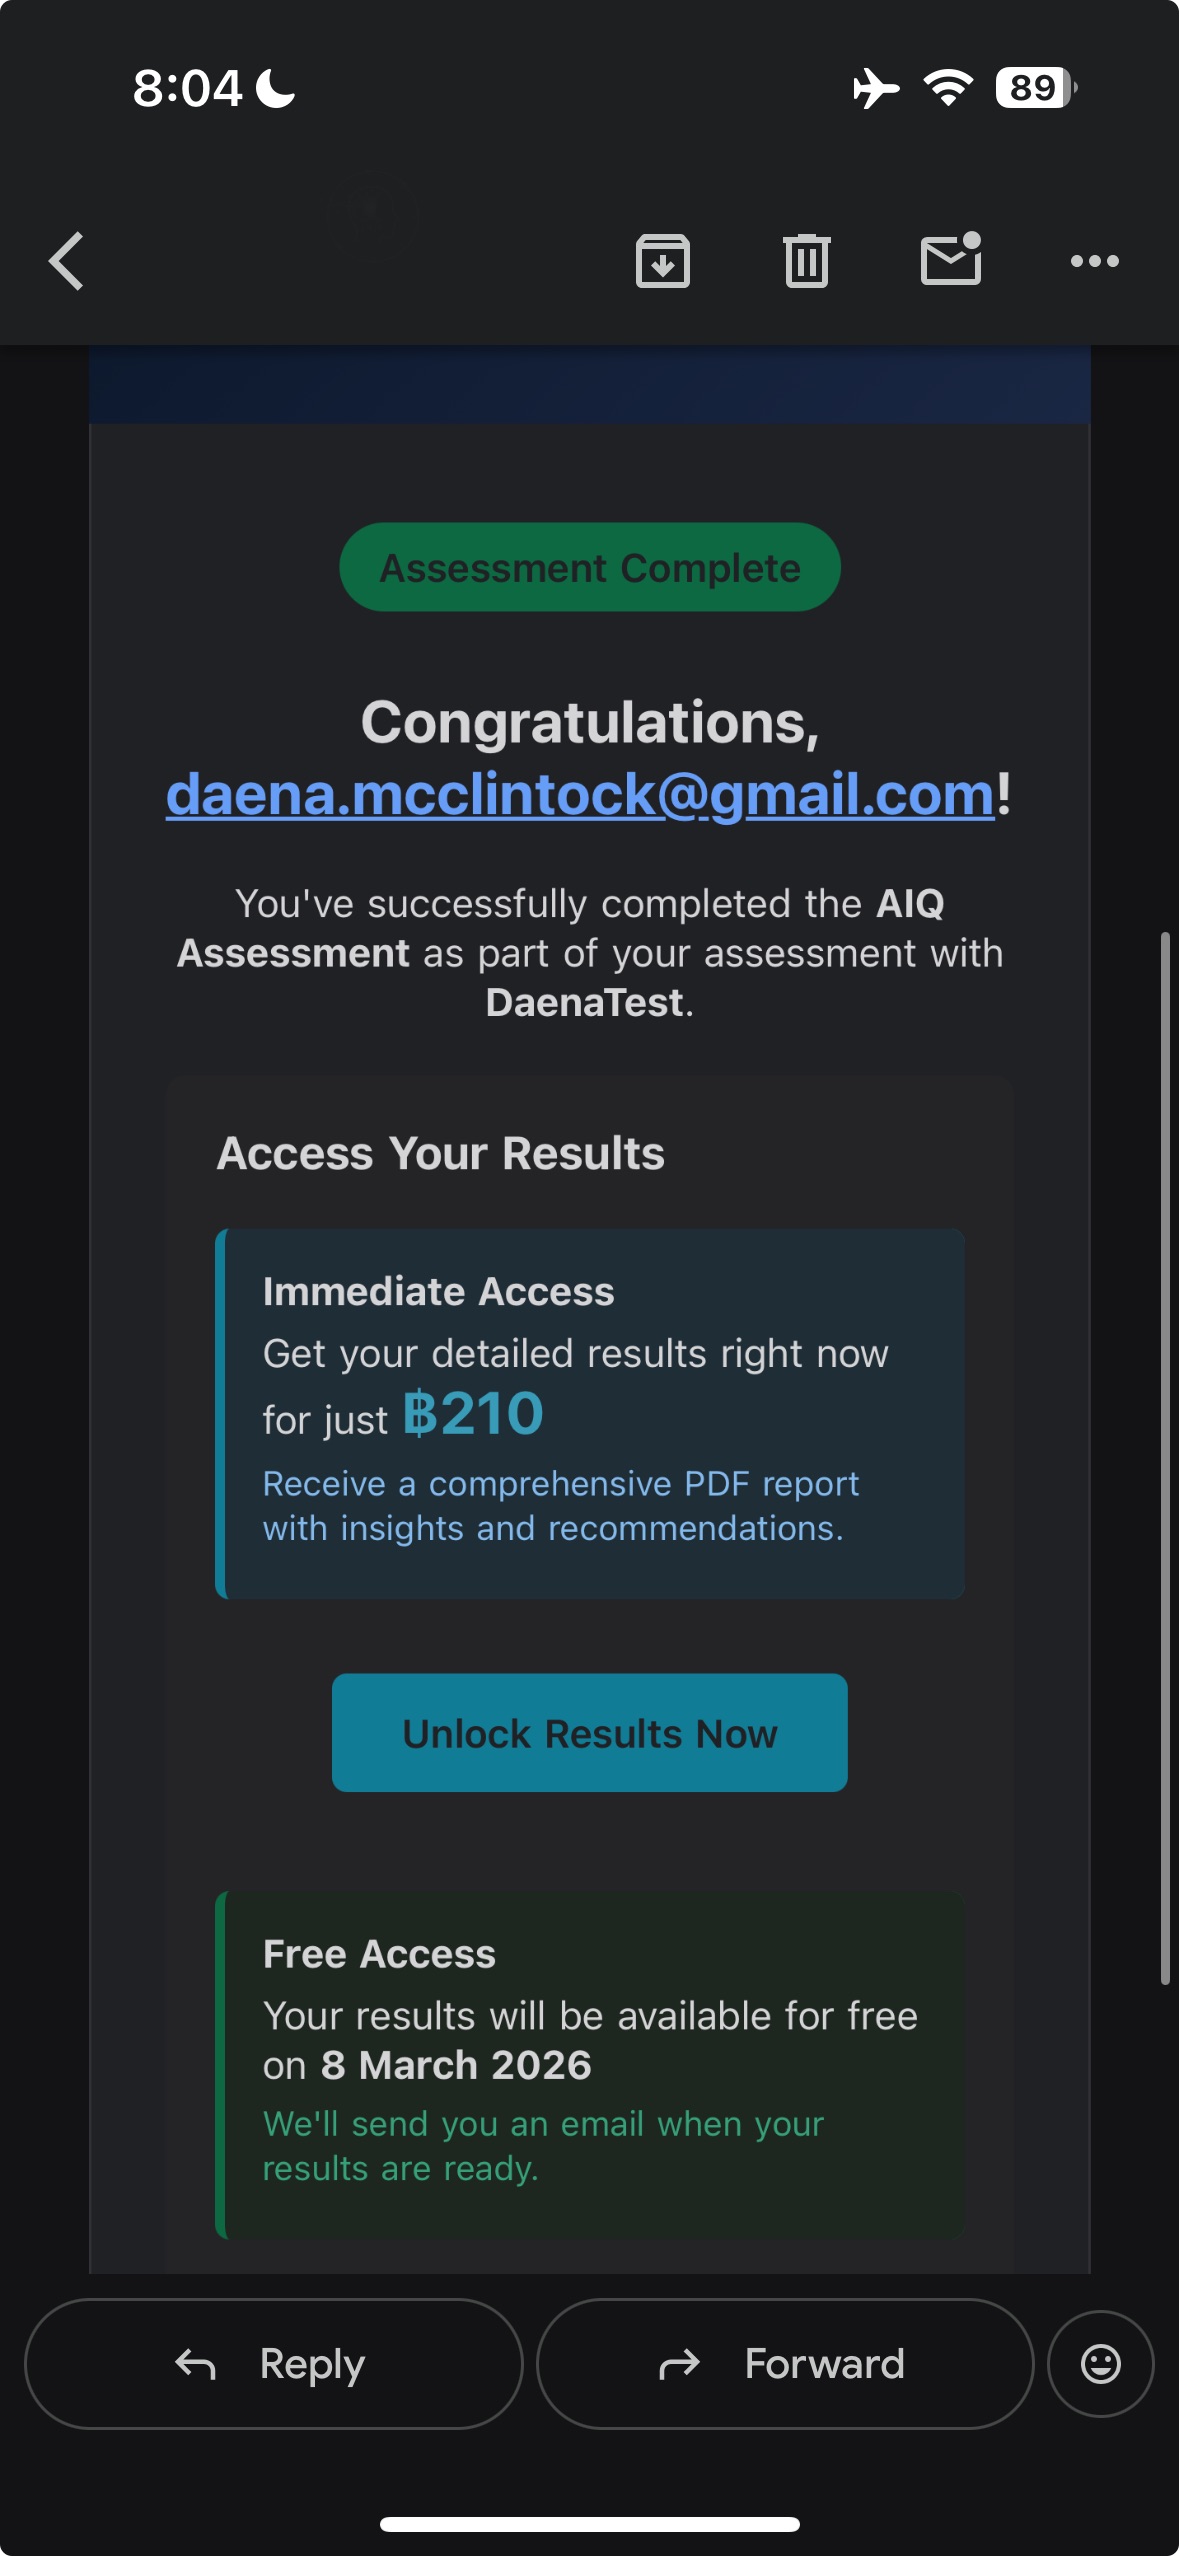 8:04
89
Assessment Complete
Congratulations,
daena.mcclintock@gmail.com!
You've successfully completed the AIQ
Assessment as part of your assessment with
DaenaTest.
Access Your Results
Immediate Access
Get your detailed results right now
for just ฿210
Receive a comprehensive PDF report
with insights and recommendations.
Unlock Results Now
Free Access
Your results will be available for free
on 8 March 2026
We'll send you an email when your
results are ready.
Reply
Forward